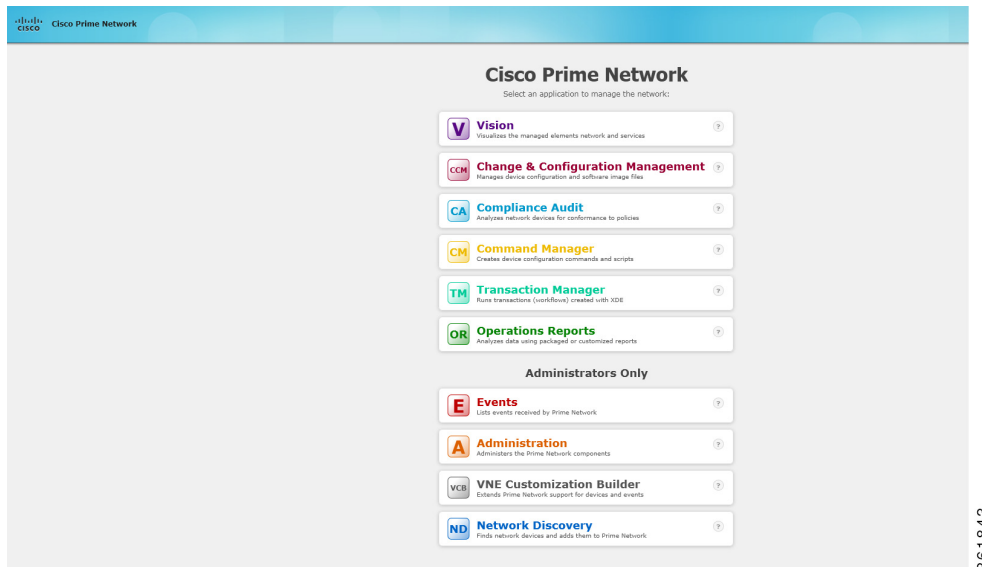 cisco Cisco Prime Network
Cisco Prime Network
Select an application to manage the network:
V Vision ?
Visualizes the managed elements network and services
CCM Change & Configuration Management ?
Manages device configuration and software image files
CA Compliance Audit ?
Analyzes network devices for conformance to policies
CM Command Manager ?
Creates device configuration commands and scripts
TM Transaction Manager ?
Runs transactions (workflows) created with XDE
OR Operations Reports ?
Analyzes data using packaged or customized reports
Administrators Only
E Events ?
Lists events received by Prime Network
A Administration ?
Administers the Prime Network components
VCB VNE Customization Builder ?
Extends Prime Network support for devices and events
ND Network Discovery ?
Finds network devices and adds them to Prime Network